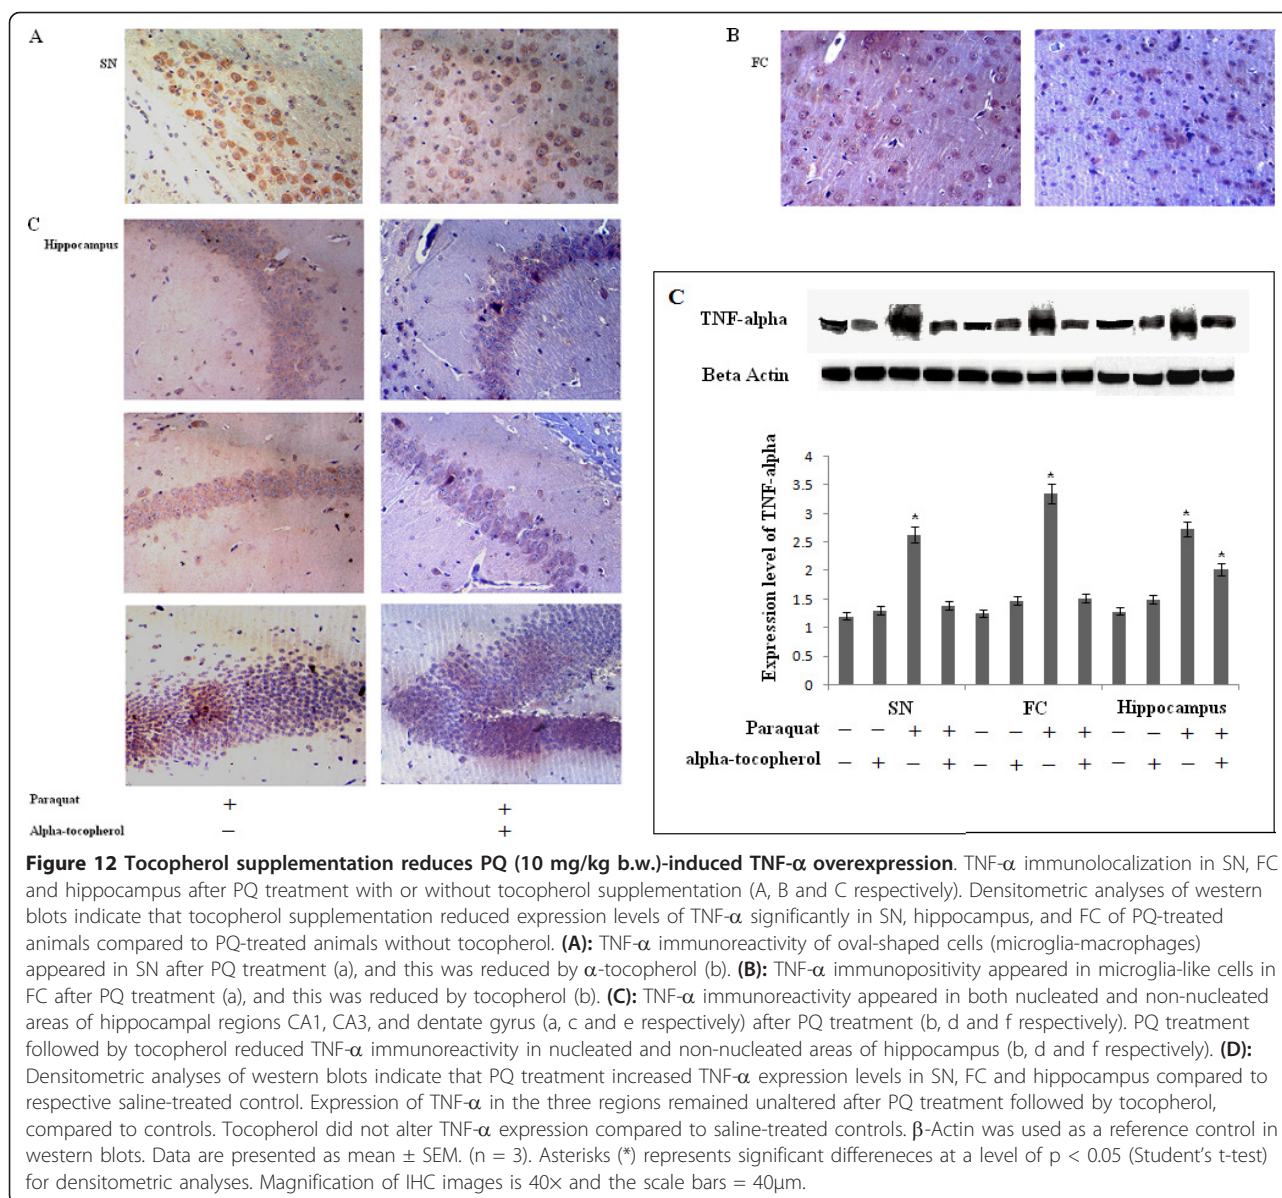 A
SN
B
FC
C
Hippocampus
Paraquat + +
Alpha-tocopherol − +
C
TNF-alpha
Beta Actin
Expression level of TNF-alpha
4
3.5
3
2.5
2
1.5
1
0.5
0
* * * *
SN FC Hippocampus
Paraquat − − + + − − + + − − + +
alpha-tocopherol − + − + − + − + − + − +
Figure 12 Tocopherol supplementation reduces PQ (10 mg/kg b.w.)-induced TNF-α overexpression. TNF-α immunolocalization in SN, FC
and hippocampus after PQ treatment with or without tocopherol supplementation (A, B and C respectively). Densitometric analyses of western
blots indicate that tocopherol supplementation reduced expression levels of TNF-α significantly in SN, hippocampus, and FC of PQ-treated
animals compared to PQ-treated animals without tocopherol. (A): TNF-α immunoreactivity of oval-shaped cells (microglia-macrophages)
appeared in SN after PQ treatment (a), and this was reduced by α-tocopherol (b). (B): TNF-α immunopositivity appeared in microglia-like cells in
FC after PQ treatment (a), and this was reduced by tocopherol (b). (C): TNF-α immunoreactivity appeared in both nucleated and non-nucleated
areas of hippocampal regions CA1, CA3, and dentate gyrus (a, c and e respectively) after PQ treatment (b, d and f respectively). PQ treatment
followed by tocopherol reduced TNF-α immunoreactivity in nucleated and non-nucleated areas of hippocampus (b, d and f respectively). (D):
Densitometric analyses of western blots indicate that PQ treatment increased TNF-α expression levels in SN, FC and hippocampus compared to
respective saline-treated control. Expression of TNF-α in the three regions remained unaltered after PQ treatment followed by tocopherol,
compared to controls. Tocopherol did not alter TNF-α expression compared to saline-treated controls. β-Actin was used as a reference control in
western blots. Data are presented as mean ± SEM. (n = 3). Asterisks (*) represents significant differeneces at a level of p < 0.05 (Student's t-test)
for densitometric analyses. Magnification of IHC images is 40× and the scale bars = 40μm.